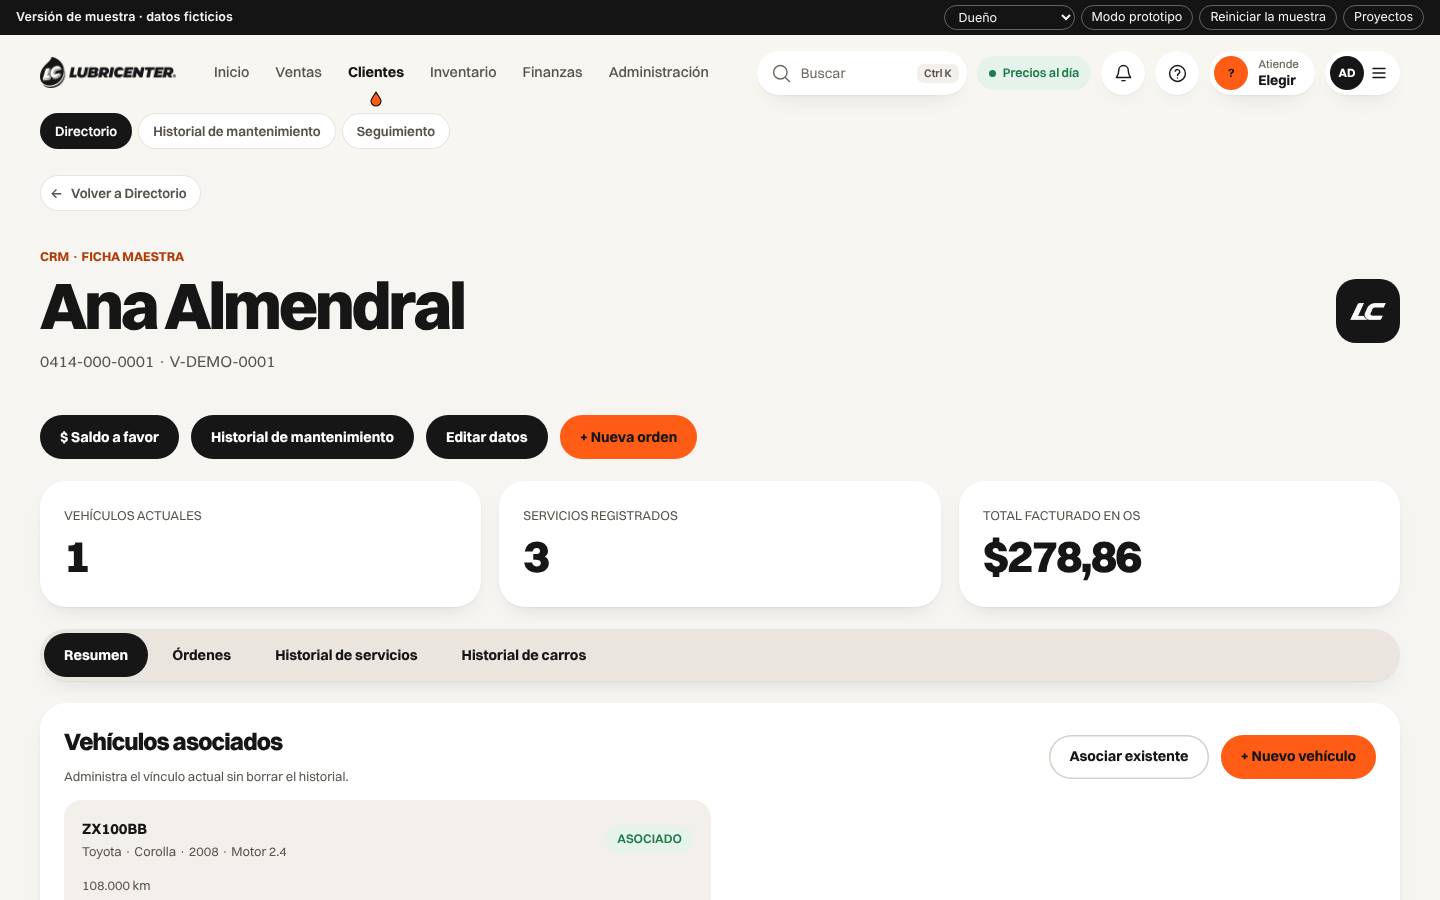 Versión de muestra · datos ficticios
Dueño
Modo prototipo
Reiniciar la muestra
Proyectos
LC LUBRICENTER.
Inicio
Ventas
Clientes
Inventario
Finanzas
Administración
Buscar
Ctrl K
Precios al día
?
Atiende
Elegir
AD
Directorio
Historial de mantenimiento
Seguimiento
← Volver a Directorio
CRM · FICHA MAESTRA
Ana Almendral
LC
0414-000-0001 · V-DEMO-0001
$ Saldo a favor
Historial de mantenimiento
Editar datos
+ Nueva orden
VEHÍCULOS ACTUALES
1
SERVICIOS REGISTRADOS
3
TOTAL FACTURADO EN OS
$278,86
Resumen
Órdenes
Historial de servicios
Historial de carros
Vehículos asociados
Administra el vínculo actual sin borrar el historial.
Asociar existente
+ Nuevo vehículo
ZX100BB
Toyota · Corolla · 2008 · Motor 2.4
ASOCIADO
108.000 km